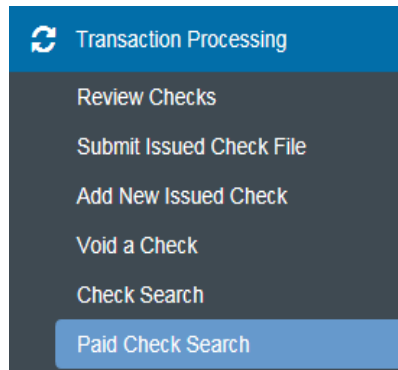 Transaction Processing
Review Checks
Submit Issued Check File
Add New Issued Check
Void a Check
Check Search
Paid Check Search